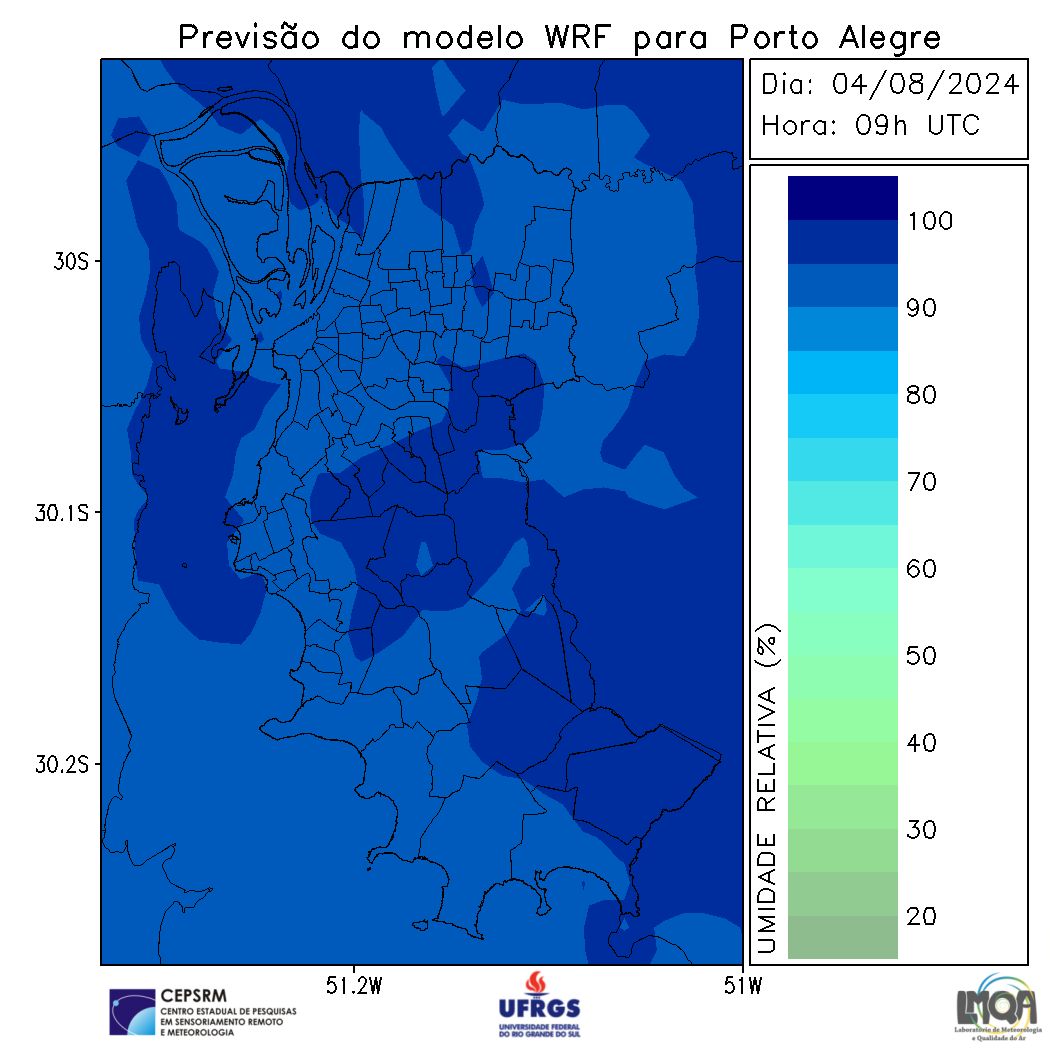 Previsão do modelo WRF para Porto Alegre
Dia: 04/08/2024
Hora: 09h UTC
30S
30.1S
30.2S
51.2W
51W
100
90
80
70
60
50
40
30
20
UMIDADE RELATIVA (%)
CEPSRM
CENTRO ESTADUAL DE PESQUISAS
EM SENSORIAMENTO REMOTO
E METEOROLOGIA
UFRGS
UNIVERSIDADE FEDERAL
DO RIO GRANDE DO SUL
LMQA
Laboratório de Meteorologia
e Qualidade do Ar